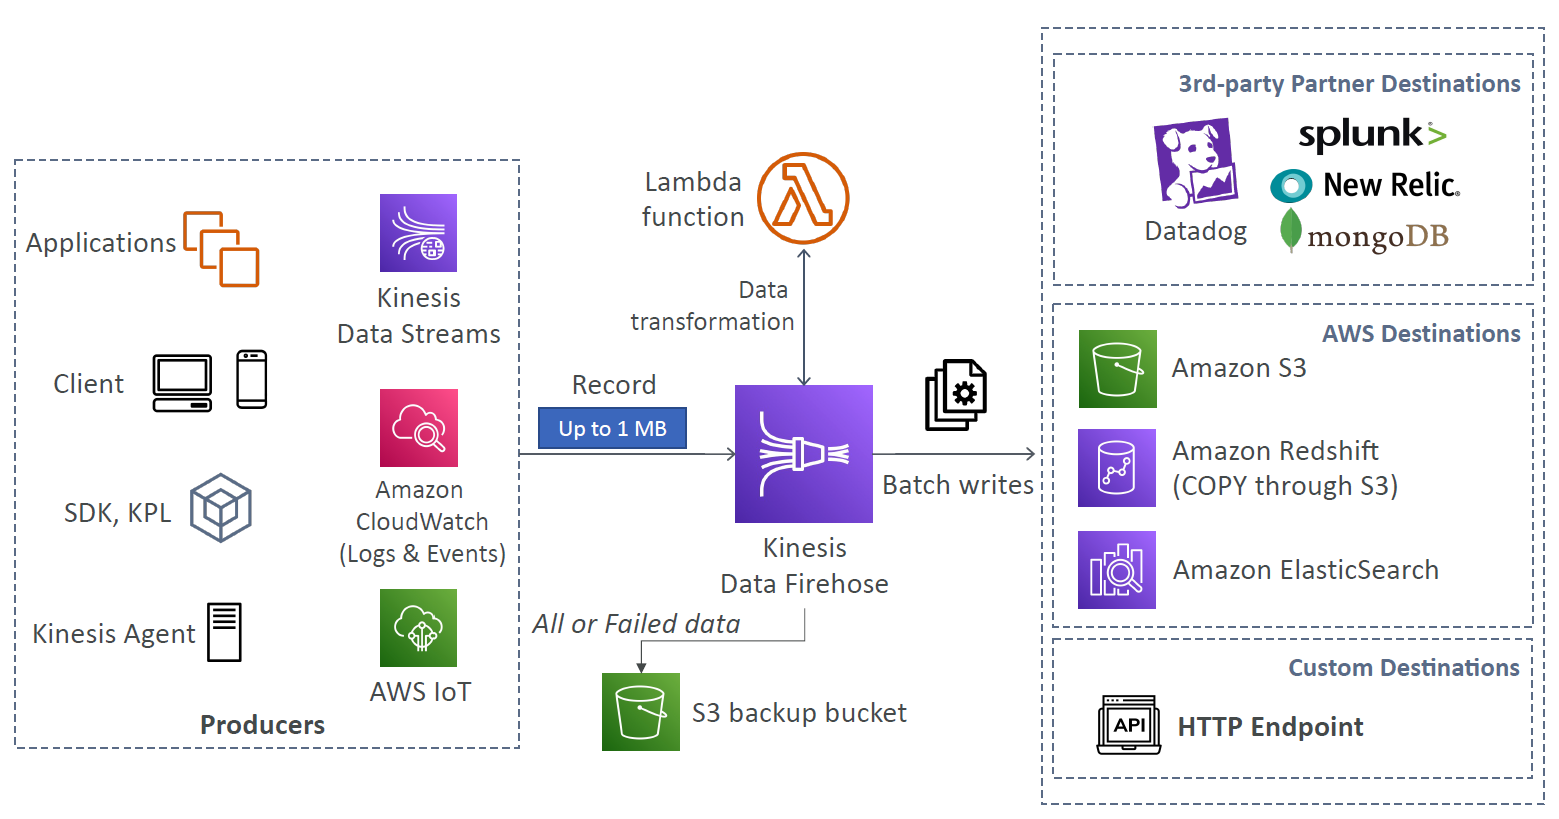 Applications
Client
SDK, KPL
Kinesis Agent
Kinesis
Data Streams
Amazon
CloudWatch
(Logs & Events)
AWS IoT
Producers
Record
Up to 1 MB
Lambda
function
Data
transformation
Kinesis
Data Firehose
All or Failed data
S3 backup bucket
Batch writes
3rd-party Partner Destinations
Datadog
splunk®>
New Relic®
mongoDB
AWS Destinations
Amazon S3
Amazon Redshift
(COPY through S3)
Amazon ElasticSearch
Custom Destinations
API
HTTP Endpoint